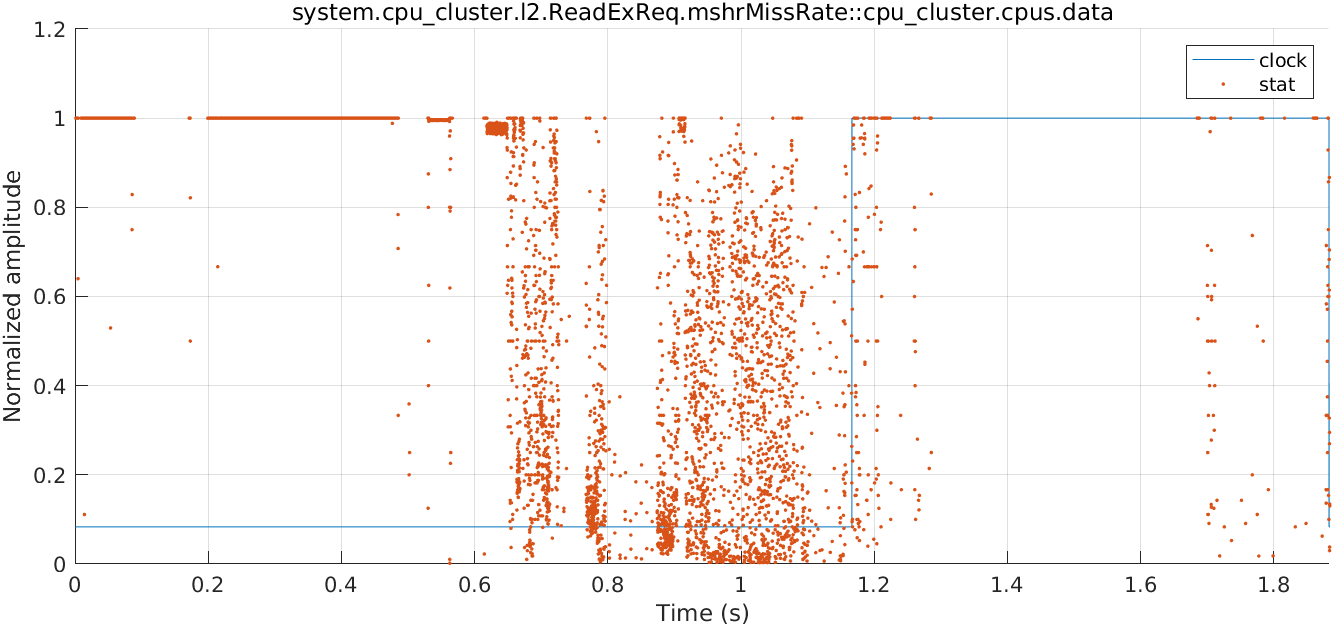 system.cpu_cluster.l2.ReadExReq.mshrMissRate::cpu_cluster.cpus.data
1.2
1
0.8
0.6
0.4
0.2
0
Normalized amplitude
clock
stat
0 0.2 0.4 0.6 0.8 1 1.2 1.4 1.6 1.8
Time (s)